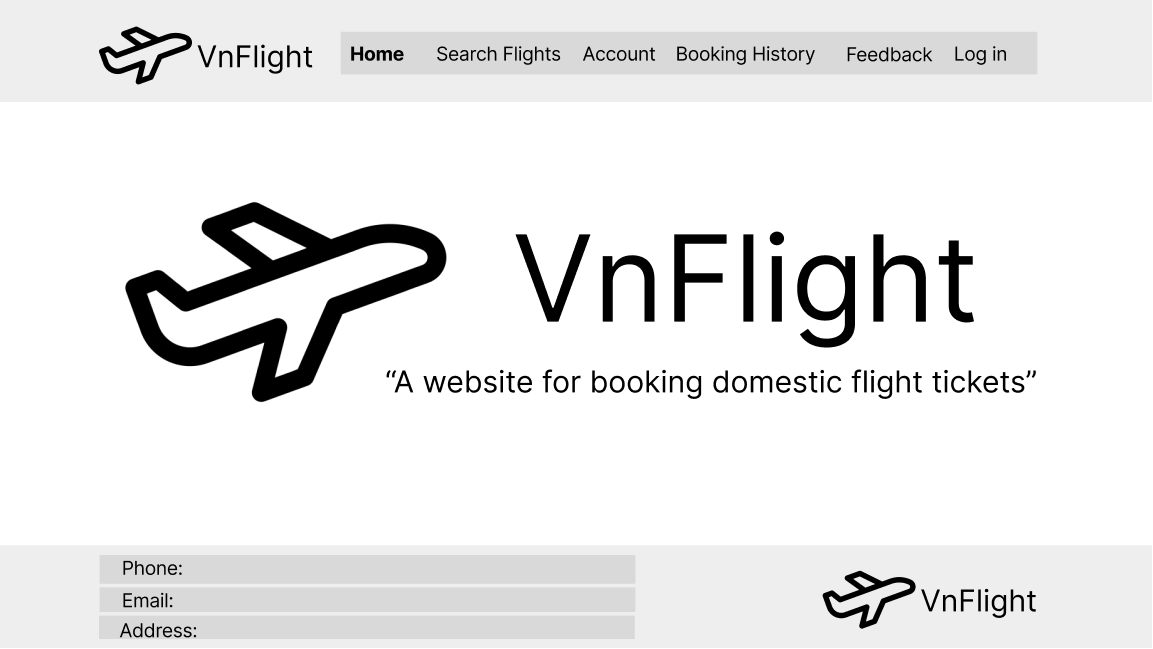 VnFlight Home Search Flights Account Booking History Feedback Log in
VnFlight
“A website for booking domestic flight tickets”
Phone:
Email:
Address:
VnFlight